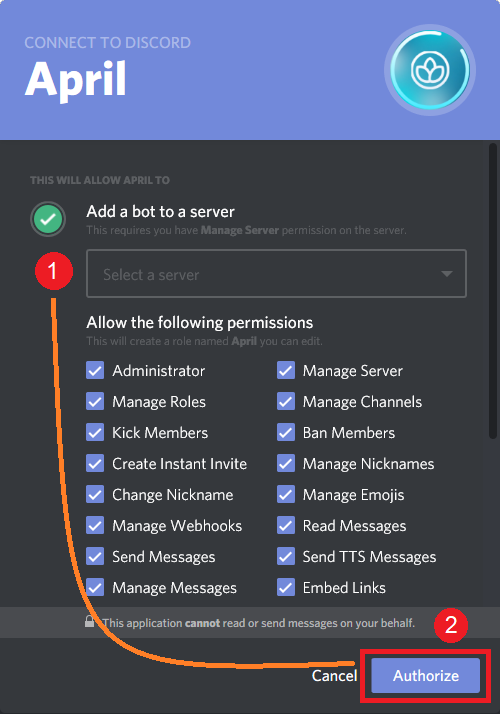 CONNECT TO DISCORD
April
THIS WILL ALLOW APRIL TO
Add a bot to a server
This requires you have Manage Server permission on the server.
1
Select a server
Allow the following permissions
This will create a role named April you can edit.
Administrator Manage Server
Manage Roles Manage Channels
Kick Members Ban Members
Create Instant Invite Manage Nicknames
Change Nickname Manage Emojis
Manage Webhooks Read Messages
Send Messages Send TTS Messages
Manage Messages Embed Links
This application cannot read or send messages on your behalf.
2
Cancel Authorize